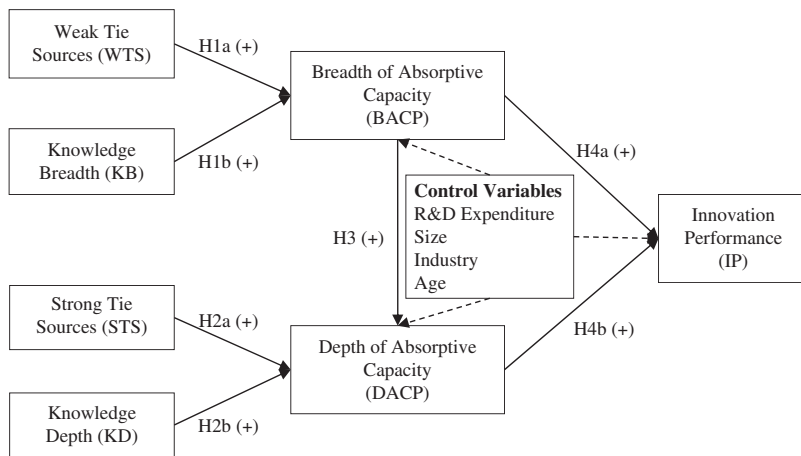 Weak Tie
Sources (WTS)
H1a (+)
Knowledge
Breadth (KB)
H1b (+)
Breadth of Absorptive
Capacity
(BACP)
H4a (+)
H3 (+)
Control Variables
R&D Expenditure
Size
Industry
Age
Innovation
Performance
(IP)
Strong Tie
Sources (STS)
H2a (+)
Knowledge
Depth (KD)
H2b (+)
Depth of Absorptive
Capacity
(DACP)
H4b (+)